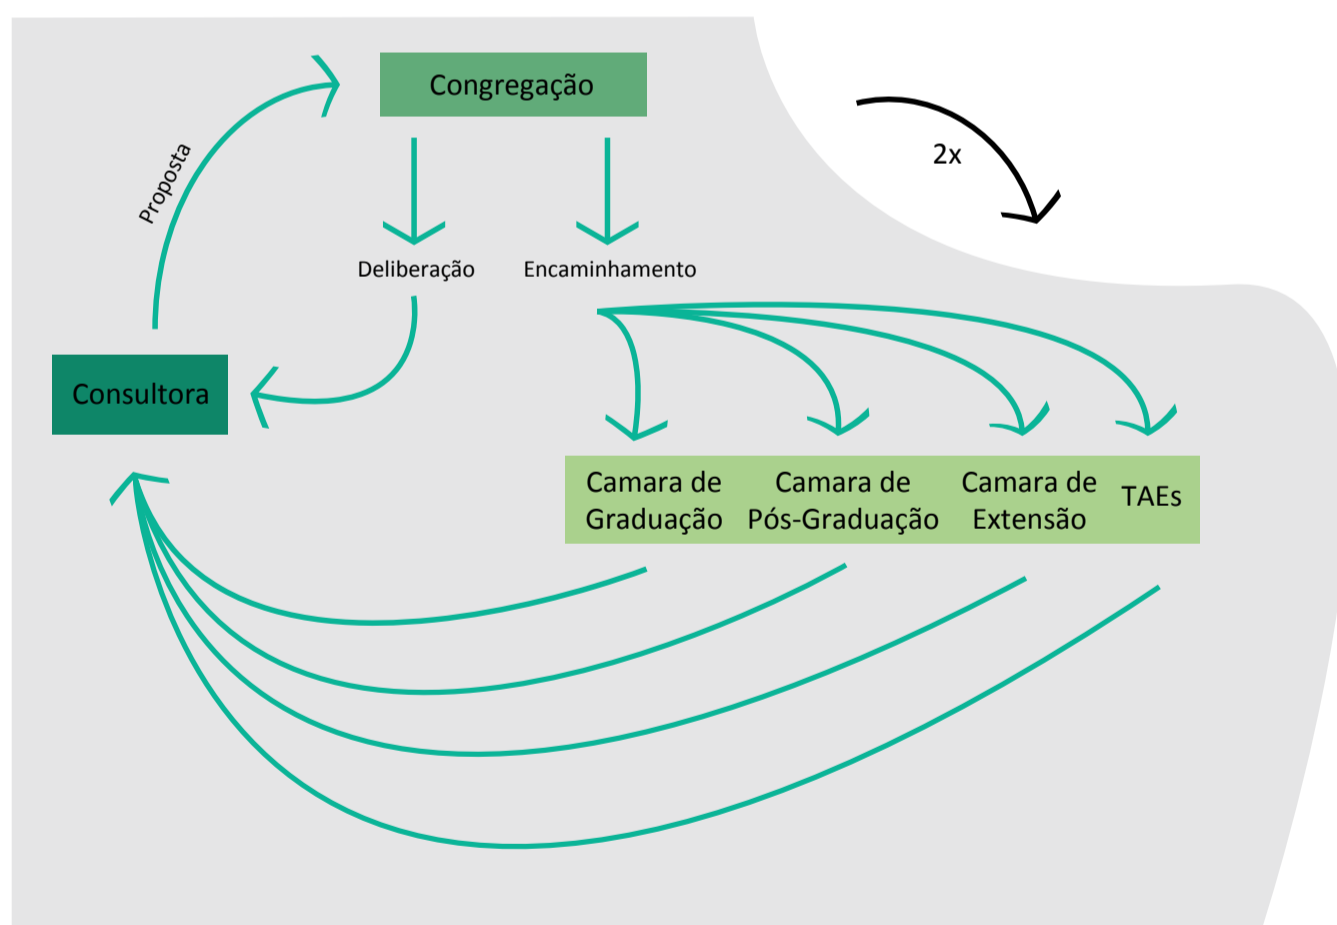 Congregação
2x
Proposta
Deliberação
Encaminhamento
Consultora
Camara de
Graduação
Camara de
Pós-Graduação
Camara de
Extensão
TAEs